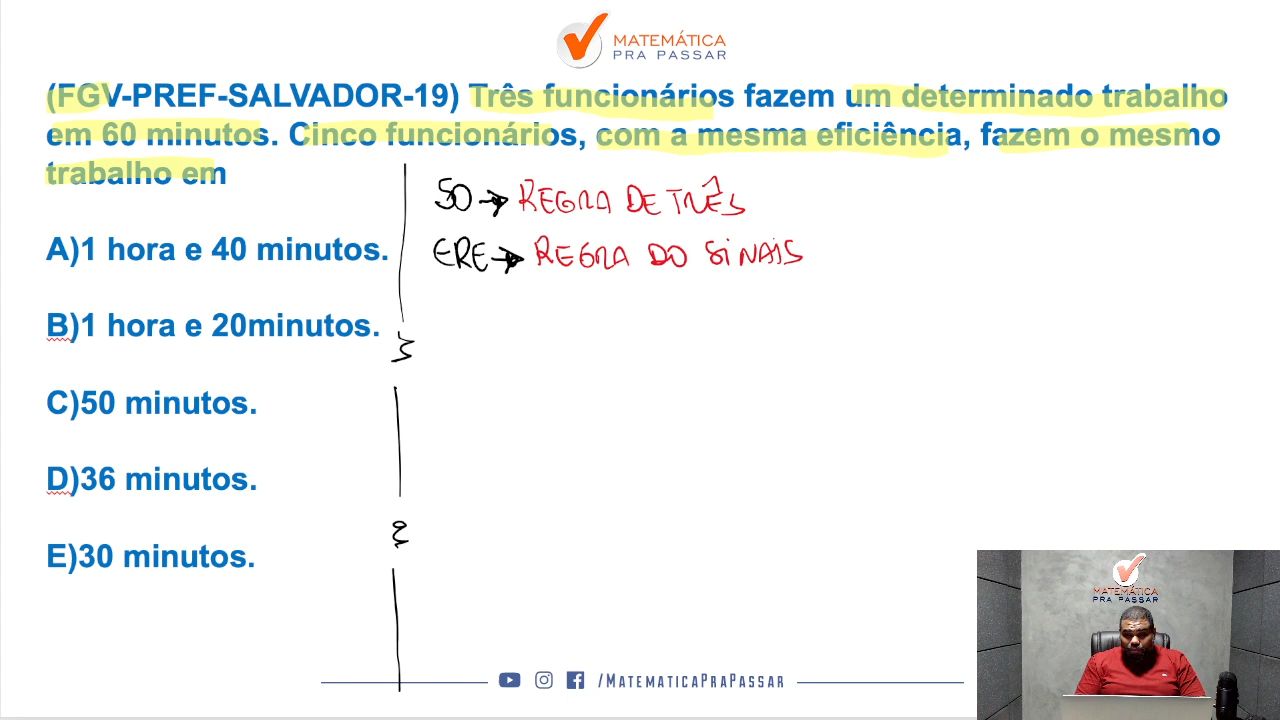 MATEMÁTICA
PRA PASSAR
(FGV-PREF-SALVADOR-19) Três funcionários fazem um determinado trabalho
em 60 minutos. Cinco funcionários, com a mesma eficiência, fazem o mesmo
trabalho em
SO → REGRA DE TRÊS
A)1 hora e 40 minutos.
ERE → REGRA DO SINAIS
B)1 hora e 20minutos.
C)50 minutos.
D)36 minutos.
E)30 minutos.
MATEMÁTICA
PRA PASSAR
/MATEMATICAPRAPASSAR